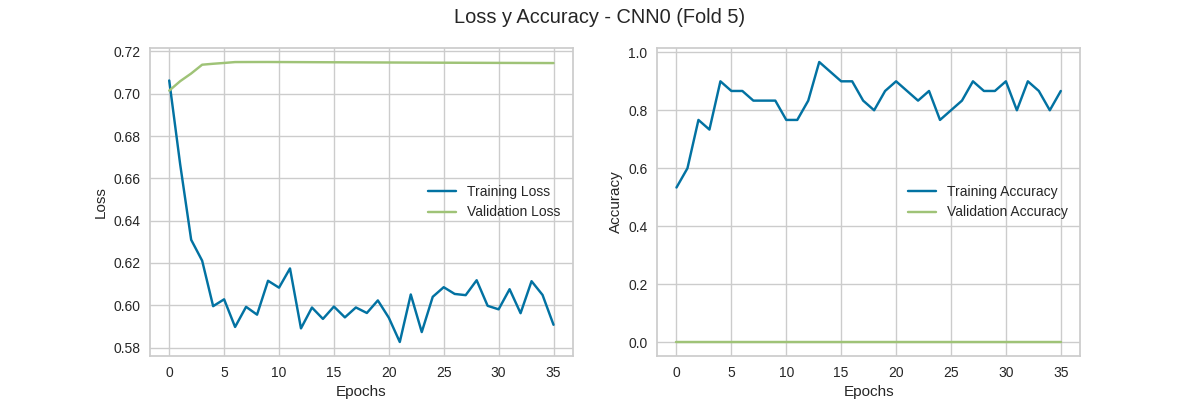 Loss y Accuracy - CNN0 (Fold 5)
0.72
0.70
0.68
0.66
0.64
0.62
0.60
0.58
Loss
Training Loss
Validation Loss
0 5 10 15 20 25 30 35
Epochs
1.0
0.8
0.6
0.4
0.2
0.0
Accuracy
Training Accuracy
Validation Accuracy
0 5 10 15 20 25 30 35
Epochs